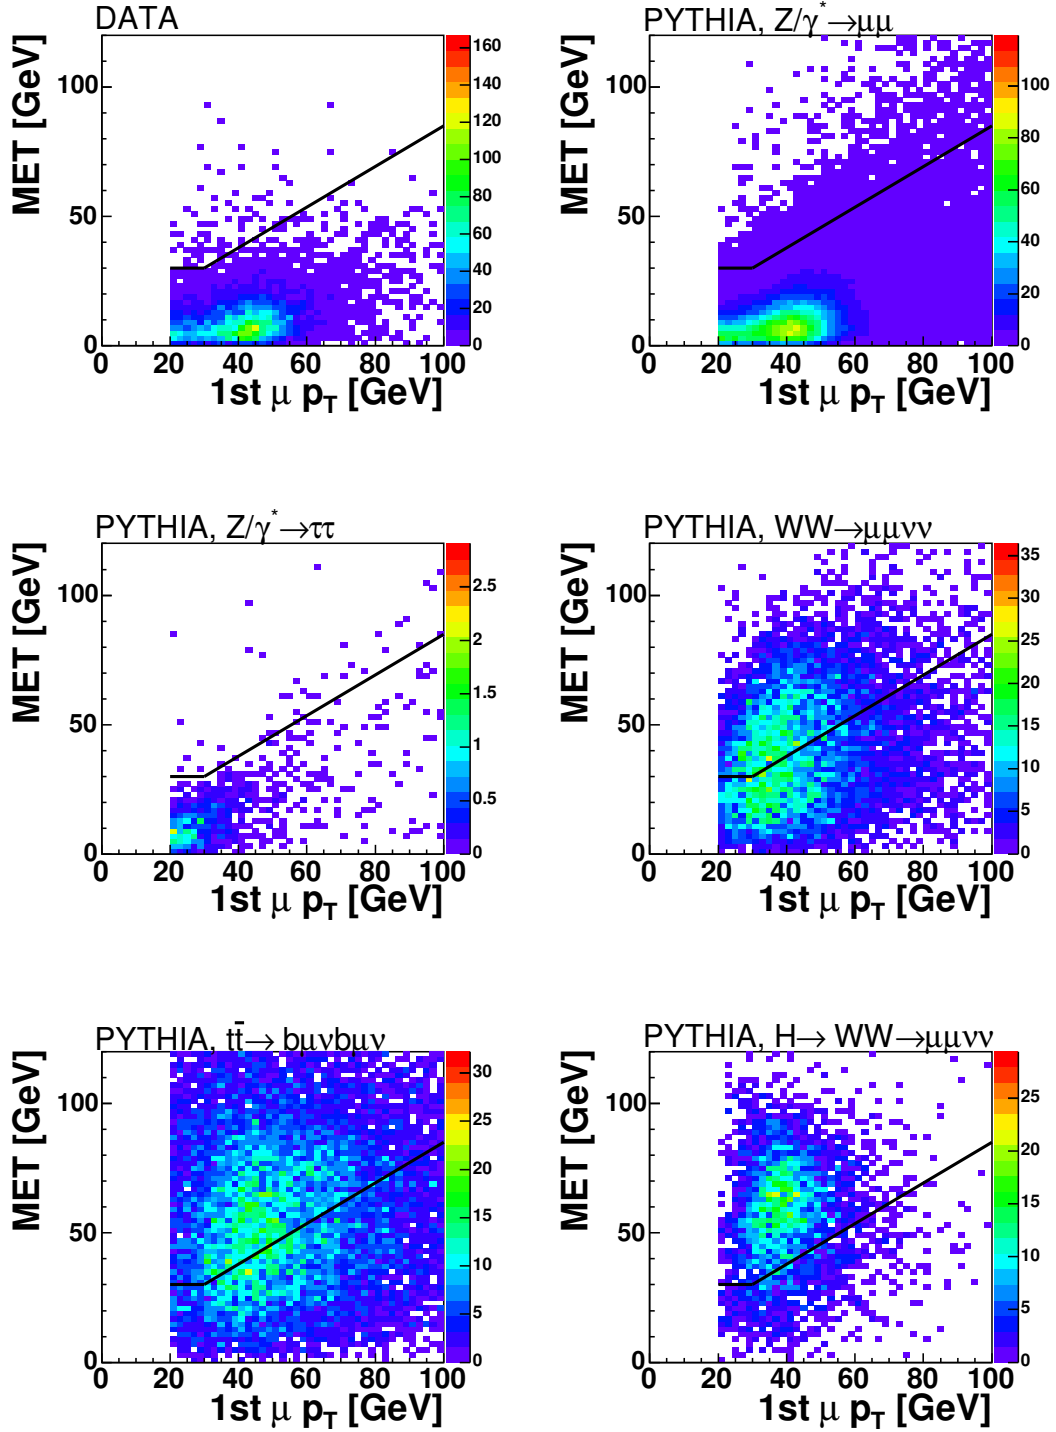 DATA
MET [GeV]
100
50
0
0 20 40 60 80 100
1st μ pT [GeV]
160
140
120
100
80
60
40
20
0
PYTHIA, Z/γ*→μμ
MET [GeV]
100
50
0
0 20 40 60 80 100
1st μ pT [GeV]
100
80
60
40
20
0
PYTHIA, Z/γ*→ττ
MET [GeV]
100
50
0
0 20 40 60 80 100
1st μ pT [GeV]
2.5
2
1.5
1
0.5
0
PYTHIA, WW→μμνν
MET [GeV]
100
50
0
0 20 40 60 80 100
1st μ pT [GeV]
35
30
25
20
15
10
5
0
PYTHIA, tt̄→ bμνbμν
MET [GeV]
100
50
0
0 20 40 60 80 100
1st μ pT [GeV]
30
25
20
15
10
5
0
PYTHIA, H→ WW→μμνν
MET [GeV]
100
50
0
0 20 40 60 80 100
1st μ pT [GeV]
25
20
15
10
5
0